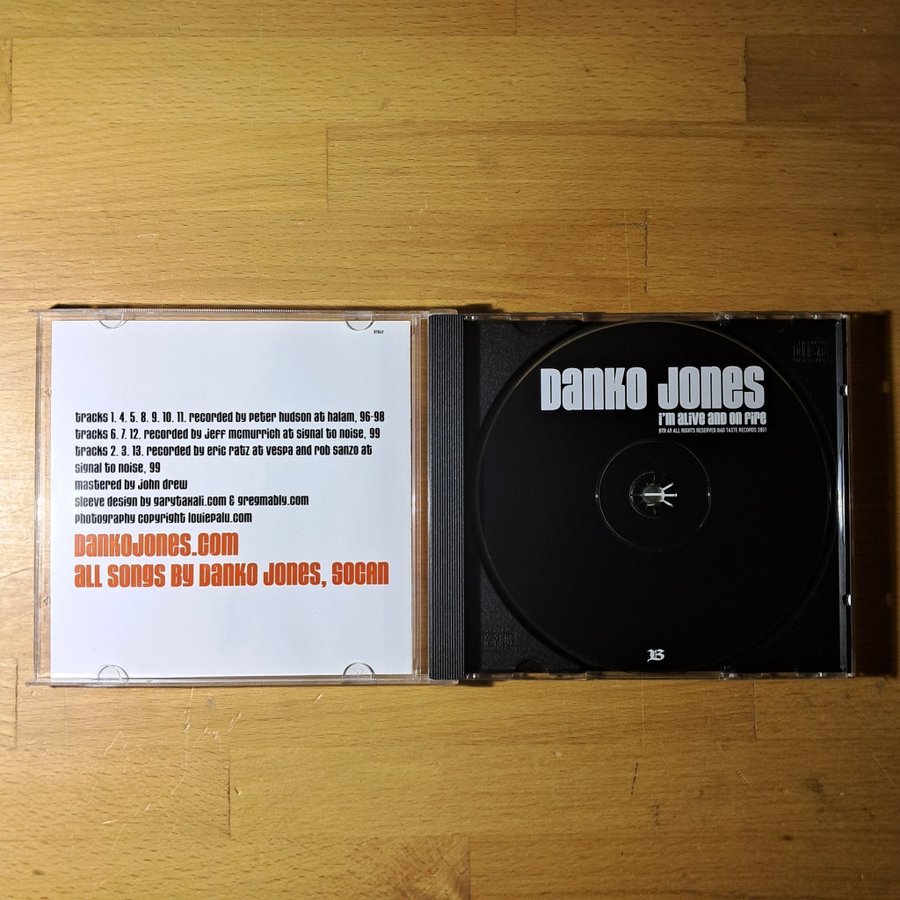 BTR49
tracks 1. 4. 5. 8. 9. 10. 11. recorded by peter hudson at halam, 96-98
tracks 6. 7. 12. recorded by jeff mcmurrich at signal to noise, 99
tracks 2. 3. 13. recorded by eric ratz at vespa and rob sanzo at
signal to noise, 99
mastered by john drew
sleeve design by garytaxali.com & gregmably.com
photography copyright louiepalu.com
dankojones.com
all songs by danko jones, socan
danko jones
i'm alive and on fire
BTR 49 ALL RIGHTS RESERVED BAD TASTE RECORDS 2001
B